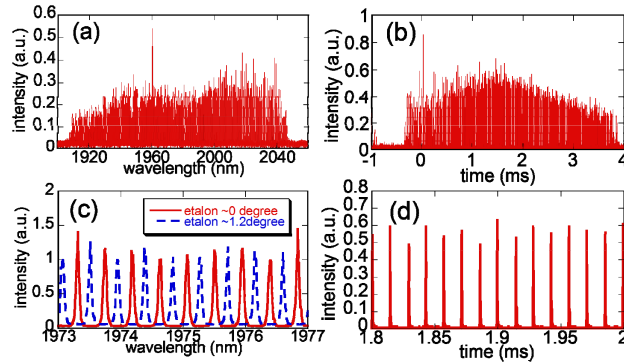 (a)
intensity (a.u.)
0.6
0.5
0.4
0.3
0.2
0.1
0
1920 1960 2000 2040
wavelength (nm)
(b)
intensity (a.u.)
1
0.8
0.6
0.4
0.2
0
-1 0 1 2 3 4
time (ms)
(c)
etalon ~0 degree
etalon ~1.2degree
intensity (a.u.)
2
1.5
1
0.5
0
1973 1974 1975 1976 1977
wavelength (nm)
(d)
intensity (a.u.)
0.8
0.7
0.6
0.5
0.4
0.3
0.2
0.1
0
1.8 1.85 1.9 1.95 2
time (ms)